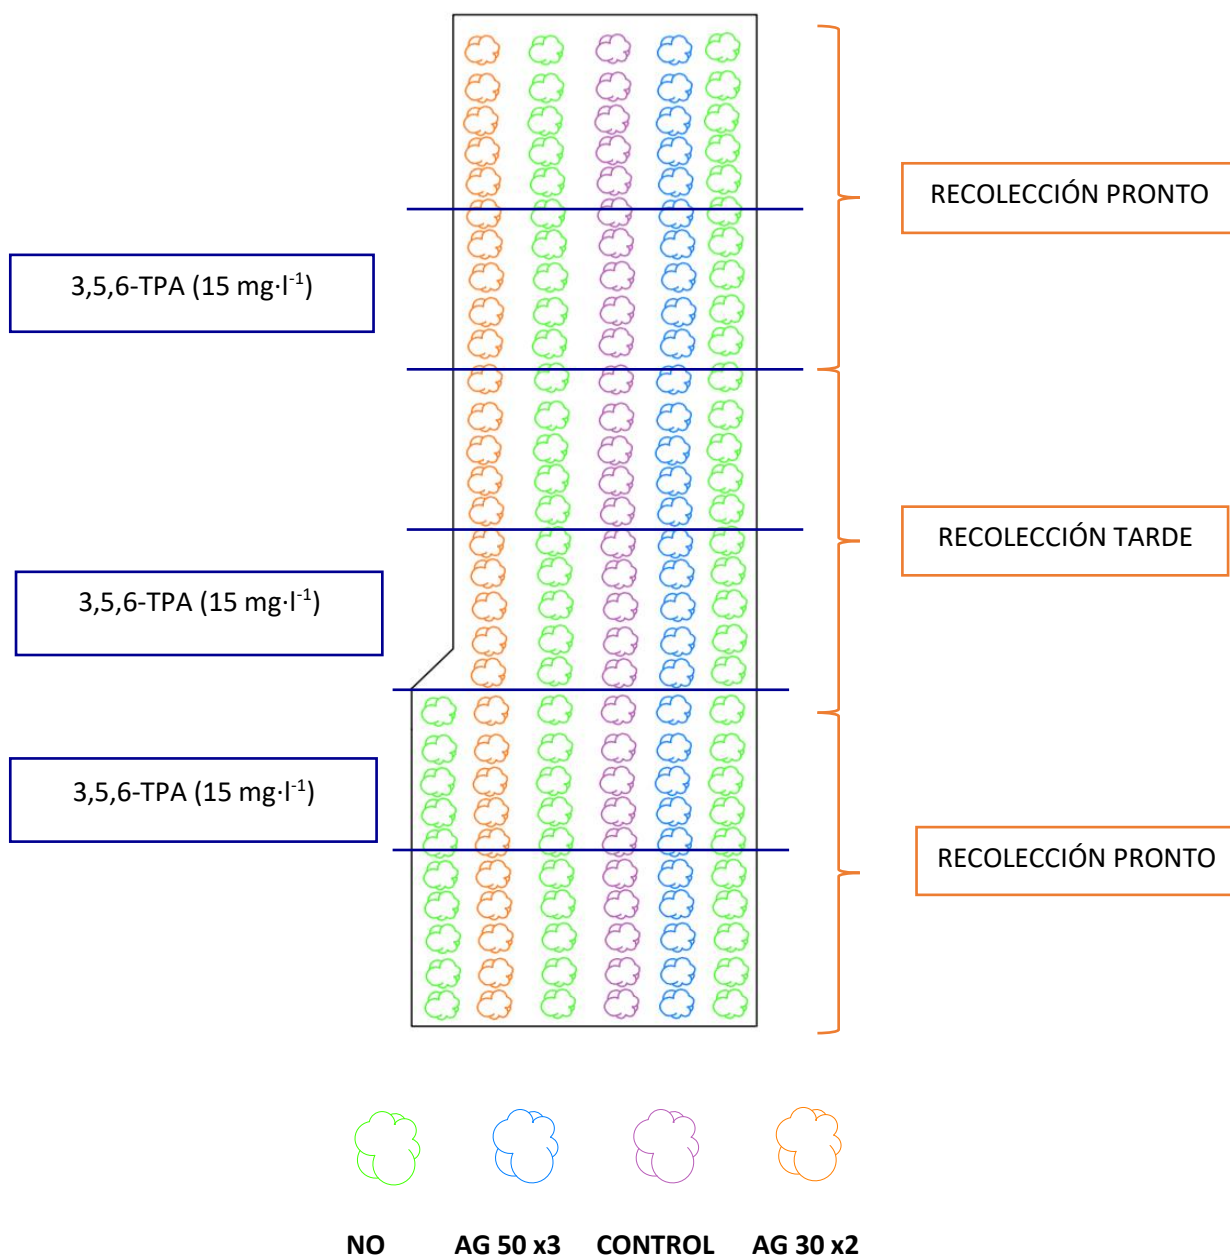 RECOLECCIÓN PRONTO
3,5,6-TPA (15 mg·l⁻¹)
RECOLECCIÓN TARDE
3,5,6-TPA (15 mg·l⁻¹)
3,5,6-TPA (15 mg·l⁻¹)
RECOLECCIÓN PRONTO
NO AG 50 x3 CONTROL AG 30 x2